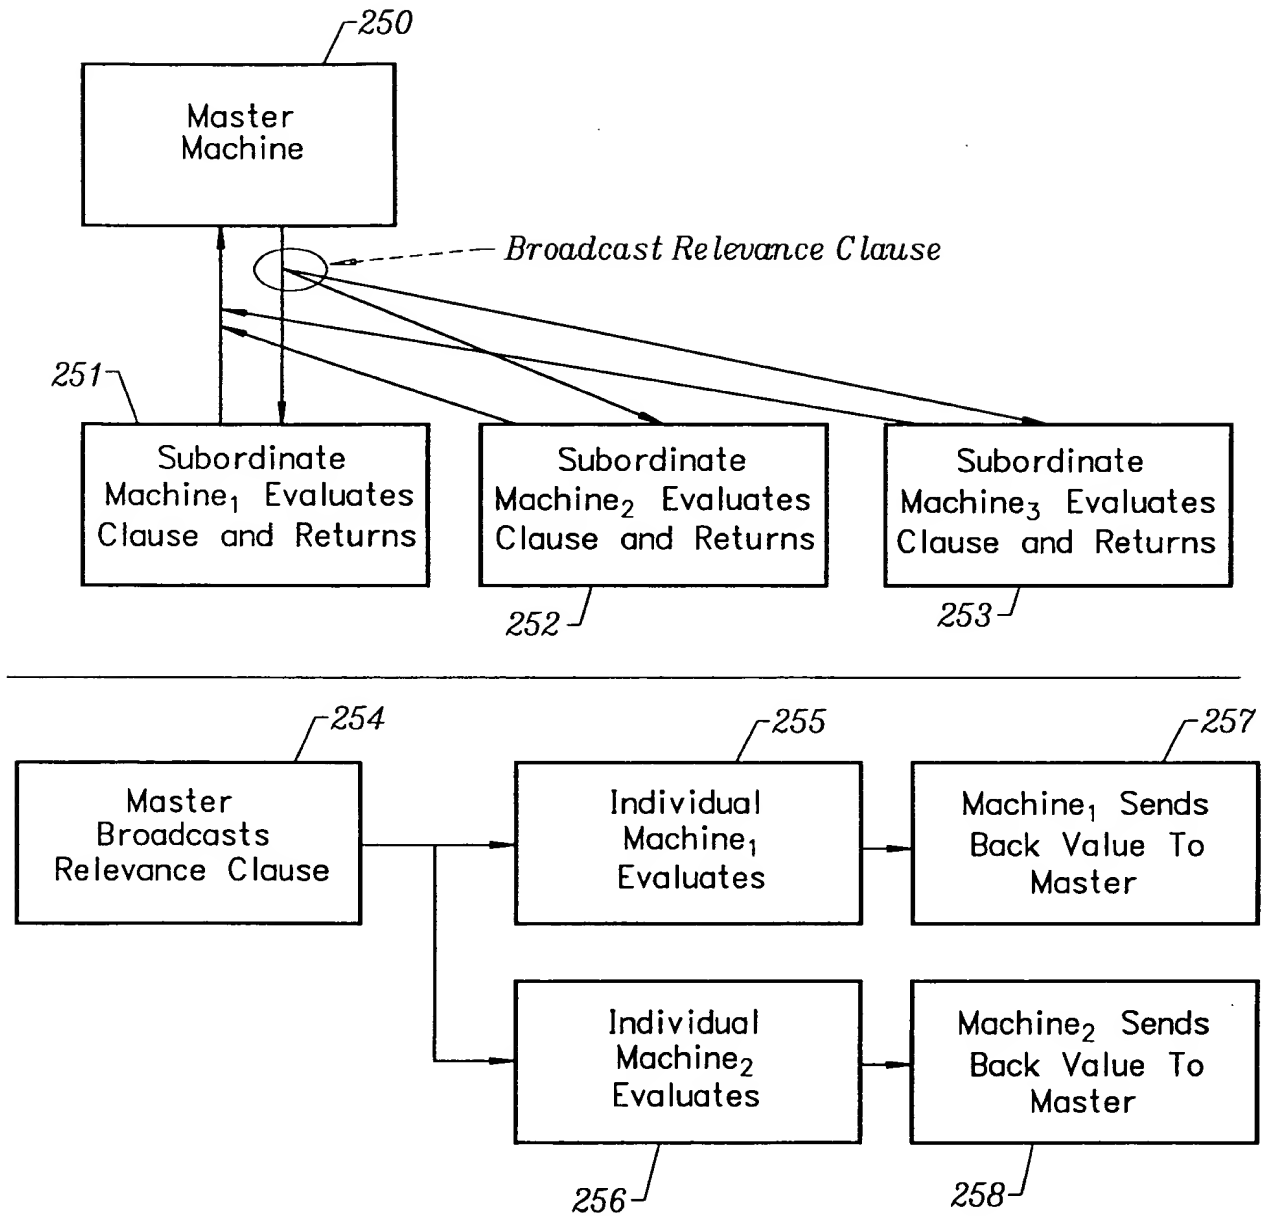 250
Master
Machine
Broadcast Relevance Clause
251
Subordinate
Machine₁ Evaluates
Clause and Returns
Subordinate
Machine₂ Evaluates
Clause and Returns
Subordinate
Machine₃ Evaluates
Clause and Returns
252
253
254
255
257
Master
Broadcasts
Relevance Clause
Individual
Machine₁
Evaluates
Machine₁ Sends
Back Value To
Master
Individual
Machine₂
Evaluates
Machine₂ Sends
Back Value To
Master
256
258